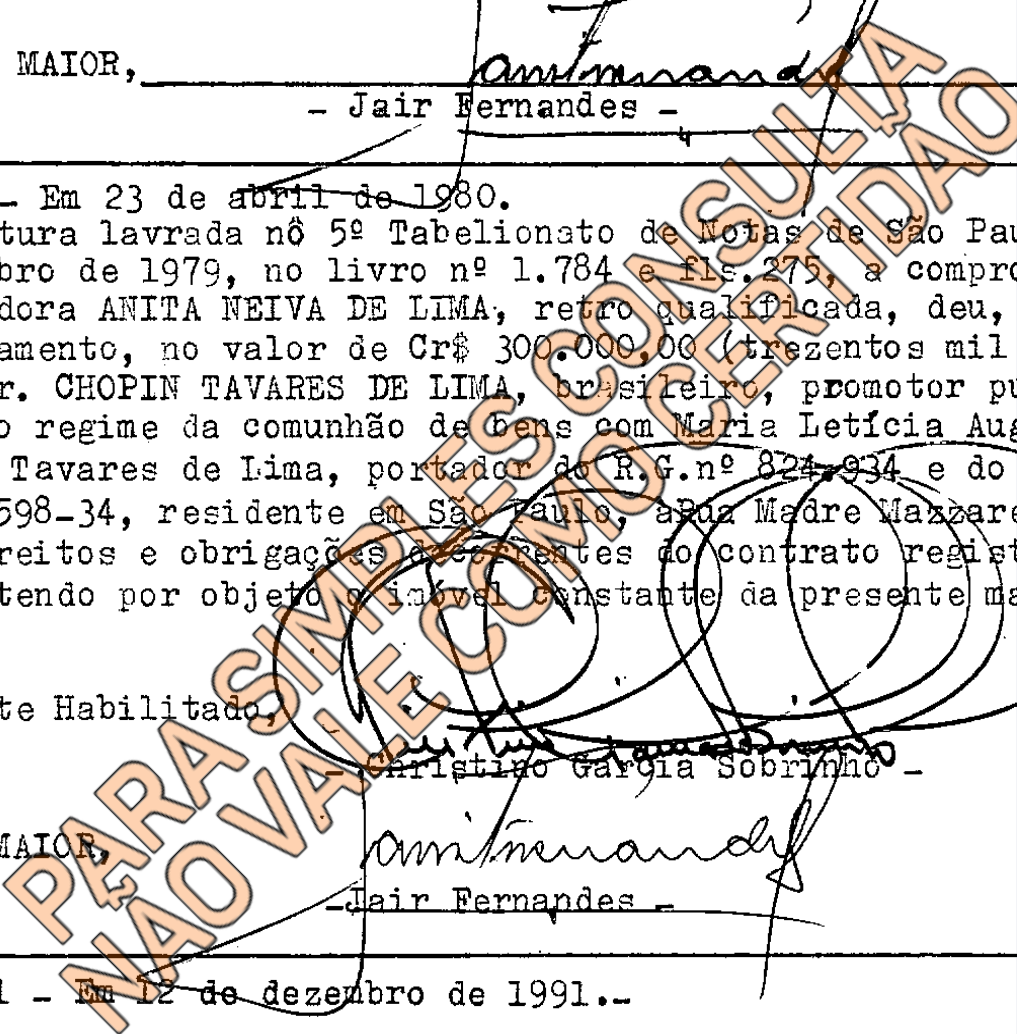 MAIOR,
- Jair Fernandes -
- Em 23 de abril de 1980.
tura lavrada nô 5º Tabelionato de Notas de São Pau
bro de 1979, no livro nº 1.784 e fls.275, a compro
dora ANITA NEIVA DE LIMA, retro qualificada, deu,
amento, no valor de Cr$ 300.000,00 (trezentos mil
r. CHOPIN TAVARES DE LIMA, brasileiro, promotor pu
o regime da comunhão de bens com Maria Letícia Aug
Tavares de Lima, portador do R.G.nº 824.934 e do
598-34, residente em São Paulo, à Rua Madre Mazzare
reitos e obrigações decorrentes do contrato regist
tendo por objeto o imóvel constante da presente ma
te Habilitado,
- Christino Garcia Sobrinho -
MAIOR,
-Jair Fernandes -
1 - Em 12 de dezembro de 1991.-
PARA SIMPLES CONSULTA
NÃO VALE COMO CERTIDÃO